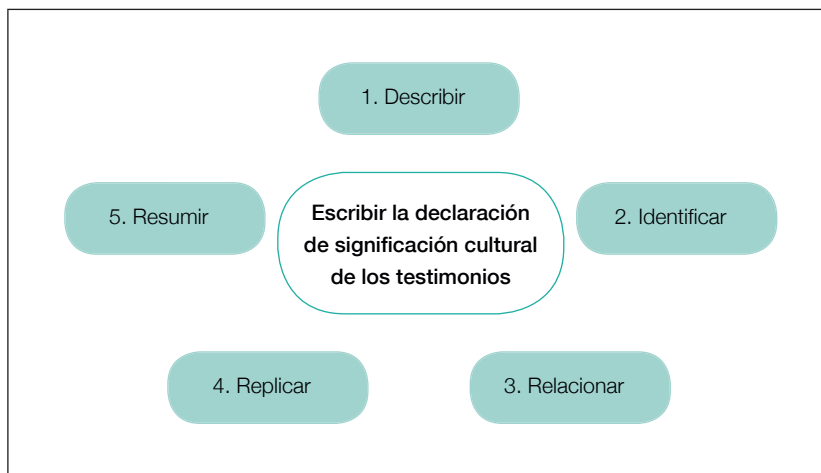 1. Describir
5. Resumir
Escribir la declaración
de significación cultural
de los testimonios
2. Identificar
4. Replicar
3. Relacionar